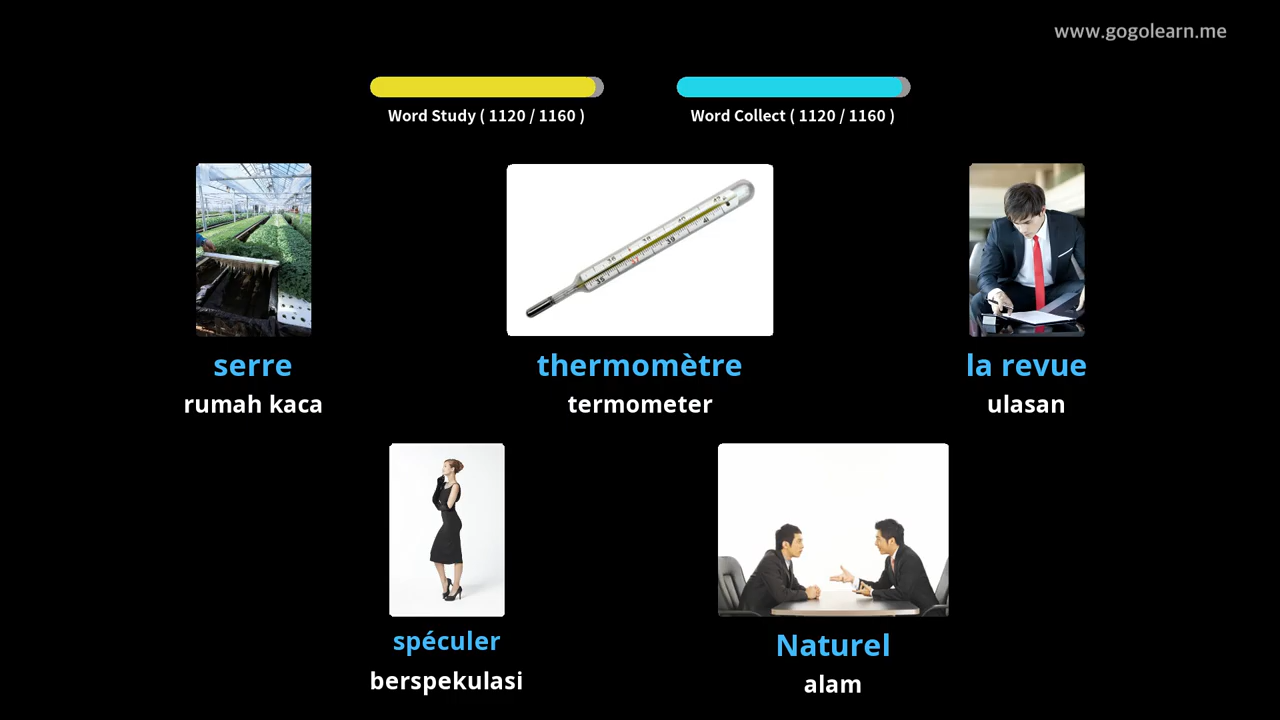 www.gogolearn.me
Word Study ( 1120 / 1160 )
Word Collect ( 1120 / 1160 )
serre
rumah kaca
thermomètre
termometer
la revue
ulasan
spéculer
berspekulasi
Naturel
alam